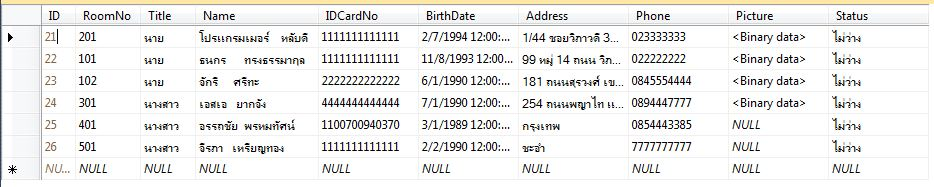 ID RoomNo Title Name IDCardNo BirthDate Address Phone Picture Status
21 201 นาย โปรแกรมเมอร์ หลับดี 1111111111111 2/7/1994 12:00:... 1/44 ซอยวิภาวดี 3... 023333333 <Binary data> ไม่ว่าง
22 101 นาย ธนกร ทรงธรรมากุล 1111111111111 11/8/1993 12:00... 99 หมู่ 14 ถนน วิภ... 022222222 <Binary data> ไม่ว่าง
23 102 นาย จักรี ศรีทะ 2222222222222 6/1/1990 12:00:... 181 ถนนสุรวงศ์ เข... 0845554444 <Binary data> ไม่ว่าง
24 301 นางสาว เอสเอ ยากจัง 4444444444444 7/1/1990 12:00:... 254 ถนนพญาไท แ... 0894447777 <Binary data> ไม่ว่าง
25 401 นางสาว อรรถชัย พรหมทัศน์ 1100700940370 3/1/1989 12:00:... กรุงเทพ 0854443385 NULL ไม่ว่าง
26 501 นางสาว จิรภา เหรียญทอง 1111111111111 2/2/1990 12:00:... ชะอำ 7777777777 NULL ไม่ว่าง
NU... NULL NULL NULL NULL NULL NULL NULL NULL NULL